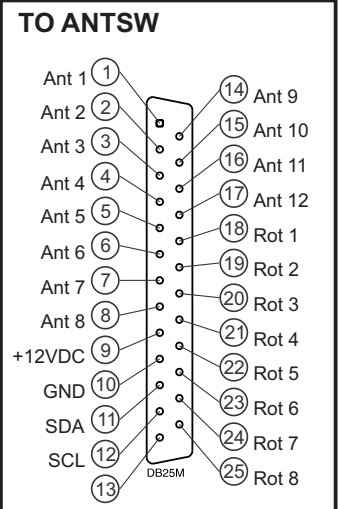 TO ANTSW
Ant 1 1
Ant 2 2
Ant 3 3
Ant 4 4
Ant 5 5
Ant 6 6
Ant 7 7
Ant 8 8
+12VDC 9
GND 10
SDA 11
SCL 12
13
14 Ant 9
15 Ant 10
16 Ant 11
17 Ant 12
18 Rot 1
19 Rot 2
20 Rot 3
21 Rot 4
22 Rot 5
23 Rot 6
24 Rot 7
25 Rot 8
DB25M